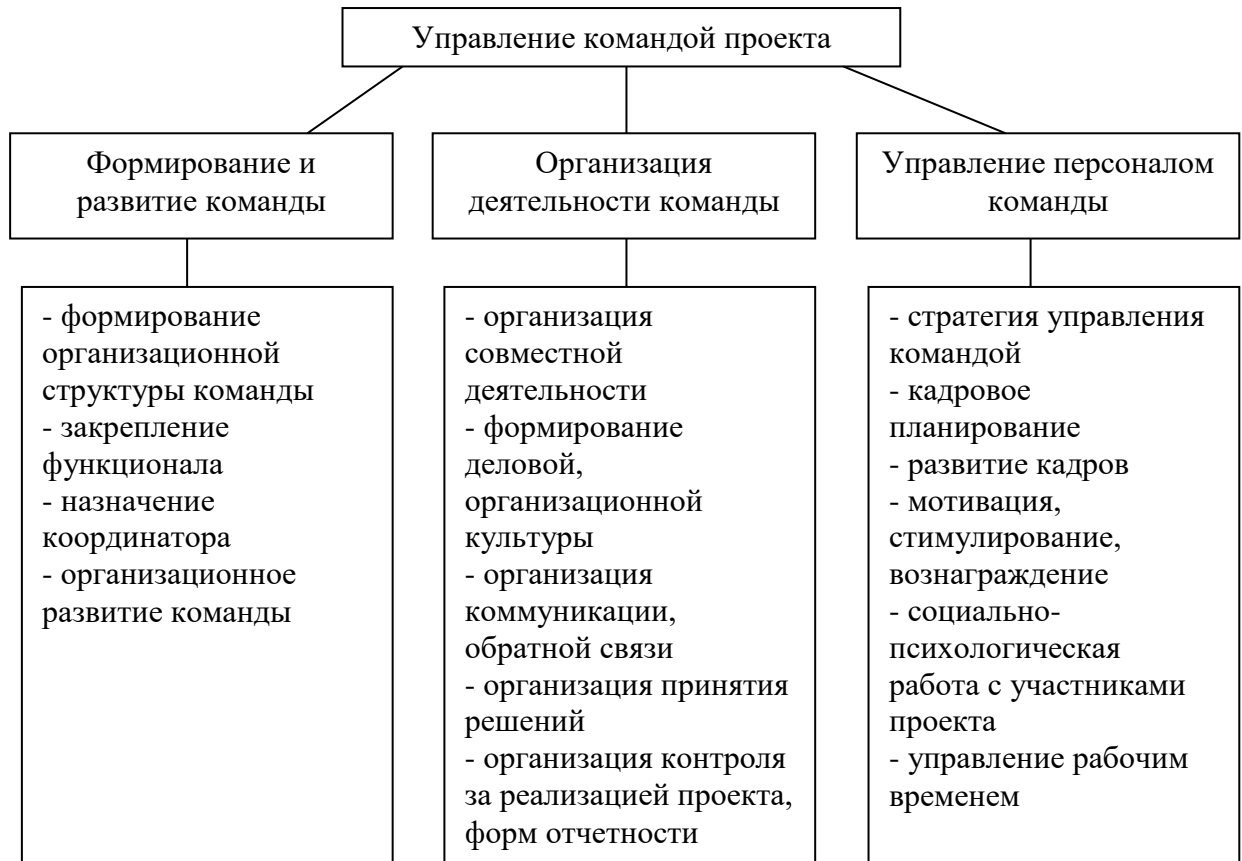 Управление командой проекта
Формирование и
развитие команды
Организация
деятельности команды
Управление персоналом
команды
- формирование
организационной
структуры команды
- закрепление
функционала
- назначение
координатора
- организационное
развитие команды
- организация
совместной
деятельности
- формирование
деловой,
организационной
культуры
- организация
коммуникации,
обратной связи
- организация принятия
решений
- организация контроля
за реализацией проекта,
форм отчетности
- стратегия управления
командой
- кадровое
планирование
- развитие кадров
- мотивация,
стимулирование,
вознаграждение
- социально-
психологическая
работа с участниками
проекта
- управление рабочим
временем